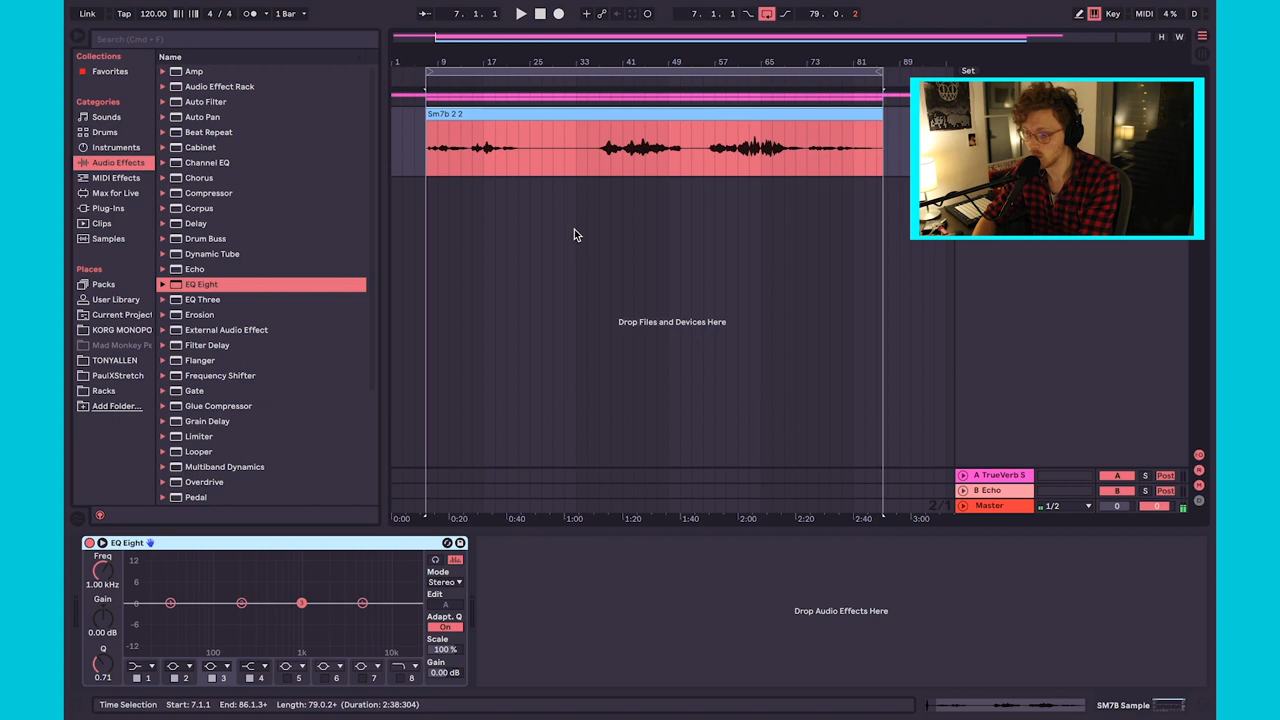 Link Tap 120.00 4 / 4 1 Bar 7. 1. 1 7. 1. 1 79. 0. 2 Key MIDI 4 % D
Search (Cmd + F)
H W
Collections
Favorites
Categories
Sounds
Drums
Instruments
Audio Effects
MIDI Effects
Max for Live
Plug-Ins
Clips
Samples
Places
Packs
User Library
Current Project
KORG MONOPO
Mad Monkey Pe
TONYALLEN
PaulXStretch
Racks
Add Folder...
Name
Amp
Audio Effect Rack
Auto Filter
Auto Pan
Beat Repeat
Cabinet
Channel EQ
Chorus
Compressor
Corpus
Delay
Drum Buss
Dynamic Tube
Echo
EQ Eight
EQ Three
Erosion
External Audio Effect
Filter Delay
Flanger
Frequency Shifter
Gate
Glue Compressor
Grain Delay
Limiter
Looper
Multiband Dynamics
Overdrive
Pedal
1 9 17 25 33 41 49 57 65 73 81 89
Set
Sm7b 2 2
Drop Files and Devices Here
A TrueVerb S A S Post
B Echo B S Post
2/1 Master 1/2 0 0
0:00 0:20 0:40 1:00 1:20 1:40 2:00 2:20 2:40 3:00
EQ Eight
Freq
1.00 kHz
Gain
0.00 dB
Q
0.71
12
6
0
-6
-12
100 1k 10k
1 2 3 4 5 6 7 8
Mode
Stereo
Edit
A
Adapt. Q
On
Scale
100 %
Gain
0.00 dB
Drop Audio Effects Here
Time Selection Start: 7.1.1 End: 86.1.3+ Length: 79.0.2+ (Duration: 2:38:304)
SM7B Sample